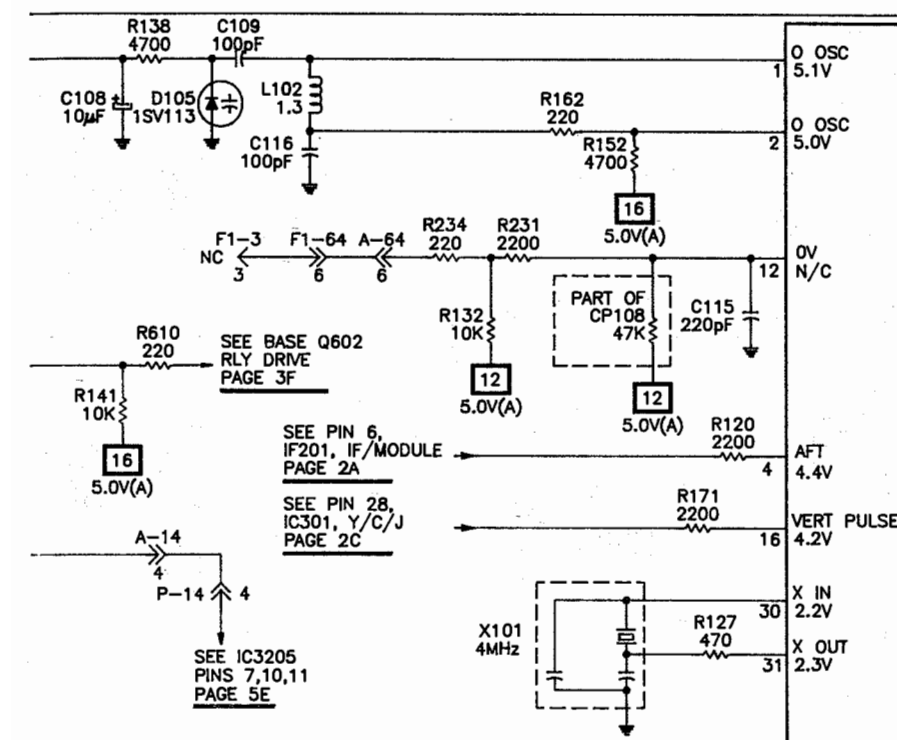 R138
4700
C109
100pF
C108
10μF
D105
1SV113
L102
1.3
C116
100pF
R162
220
R152
4700
16
5.0V(A)
1
O OSC
5.1V
2
O OSC
5.0V
NC
F1-3
3
F1-64
6
A-64
6
R234
220
R231
2200
12
0V
N/C
R132
10K
12
5.0V(A)
PART OF
CP108
47K
12
5.0V(A)
C115
220pF
R610
220
SEE BASE Q602
RLY DRIVE
PAGE 3F
R141
10K
16
5.0V(A)
SEE PIN 6,
IF201, IF/MODULE
PAGE 2A
R120
2200
4
AFT
4.4V
SEE PIN 28,
IC301, Y/C/J
PAGE 2C
R171
2200
16
VERT PULSE
4.2V
A-14
4
P-14
4
SEE IC3205
PINS 7,10,11
PAGE 5E
X101
4MHz
30
X IN
2.2V
R127
470
31
X OUT
2.3V